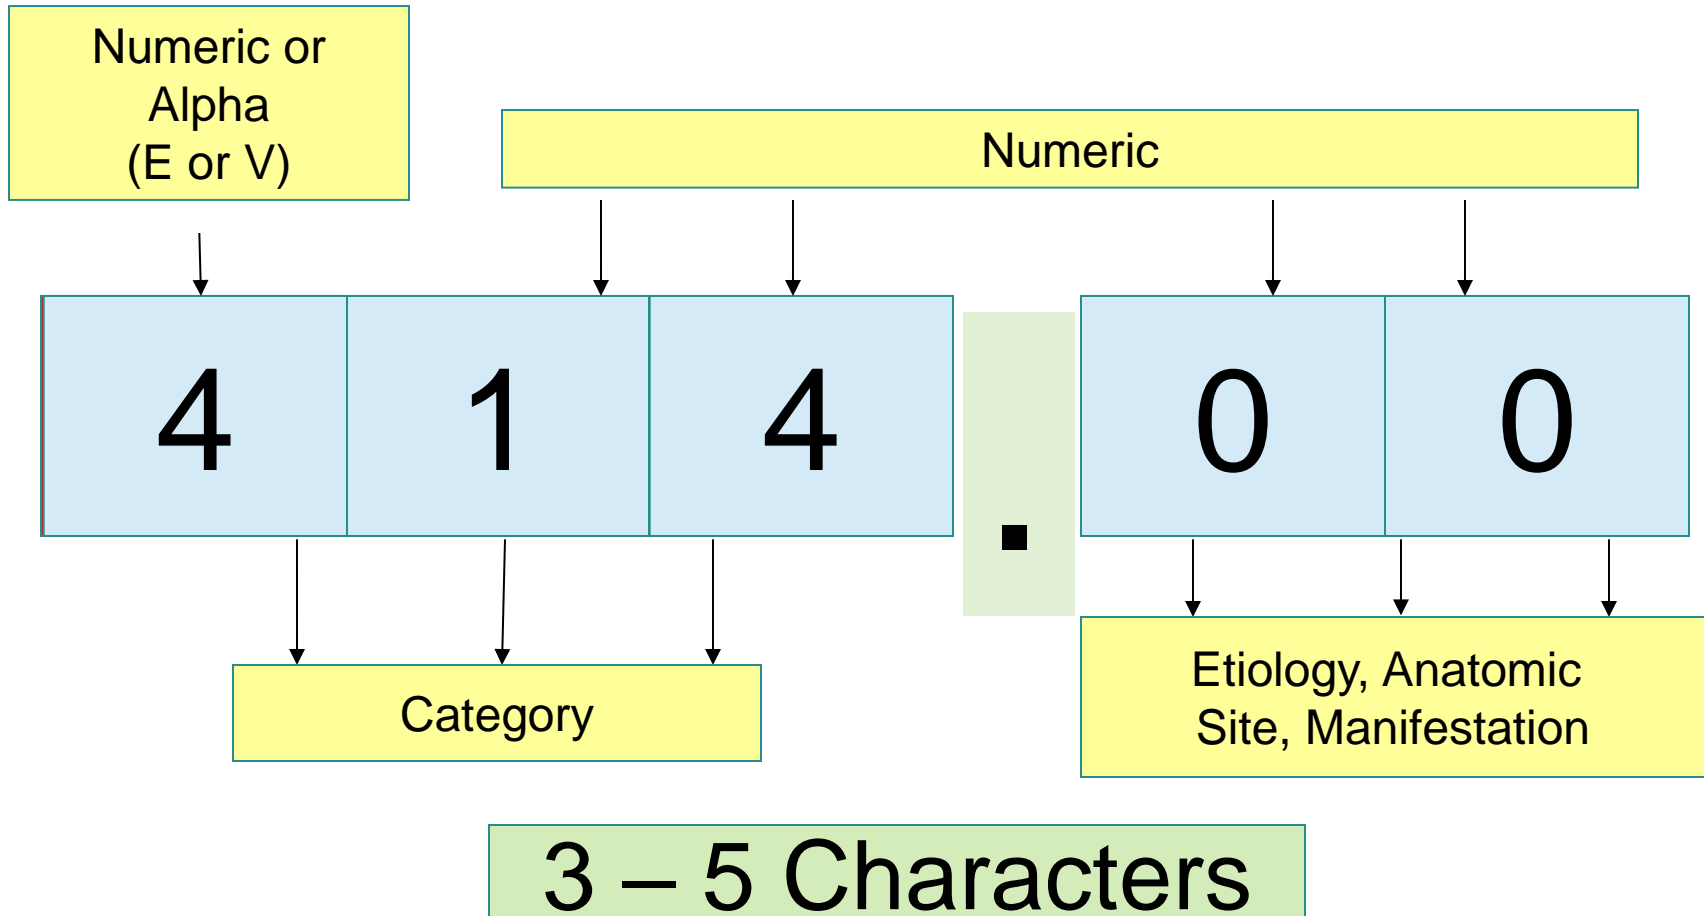 Numeric or
Alpha
(E or V)
Numeric
4 1 4 . 0 0
Category
Etiology, Anatomic
Site, Manifestation
3 – 5 Characters